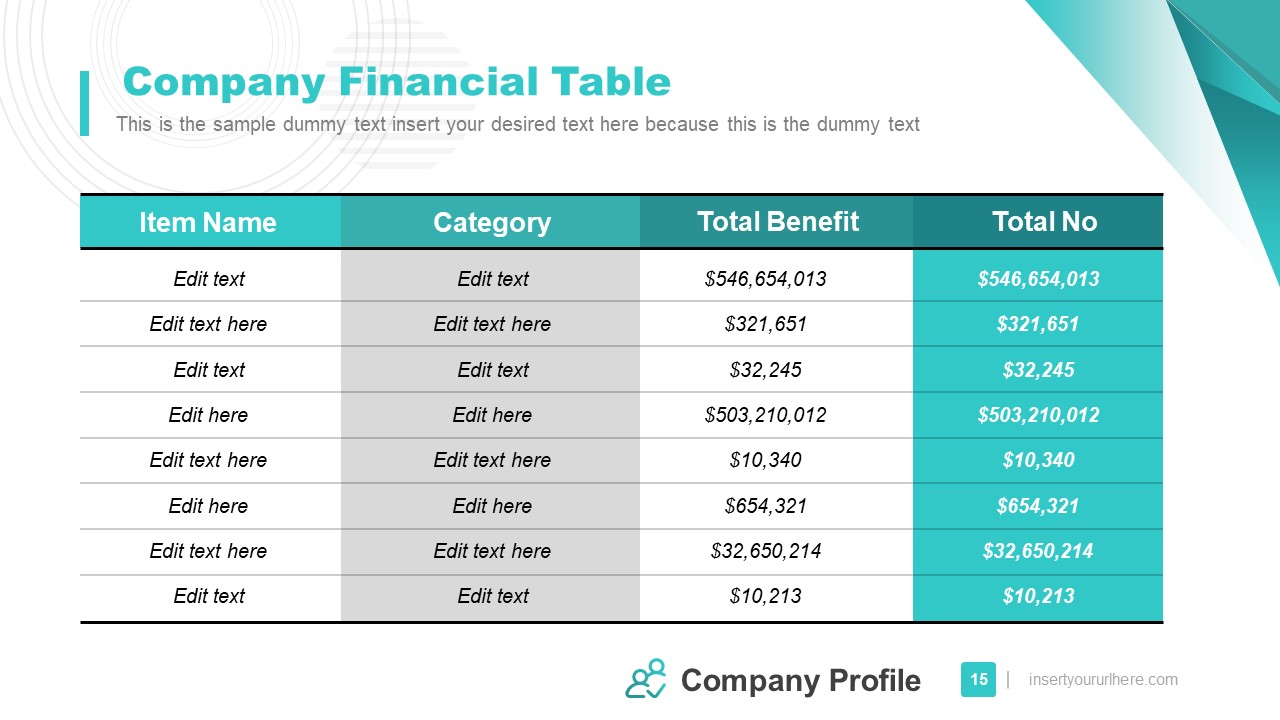 Company Financial Table
This is the sample dummy text insert your desired text here because this is the dummy text
Item Name Category Total Benefit Total No
Edit text Edit text $546,654,013 $546,654,013
Edit text here Edit text here $321,651 $321,651
Edit text Edit text $32,245 $32,245
Edit here Edit here $503,210,012 $503,210,012
Edit text here Edit text here $10,340 $10,340
Edit here Edit here $654,321 $654,321
Edit text here Edit text here $32,650,214 $32,650,214
Edit text Edit text $10,213 $10,213
Company Profile 15 | insertyoururlhere.com